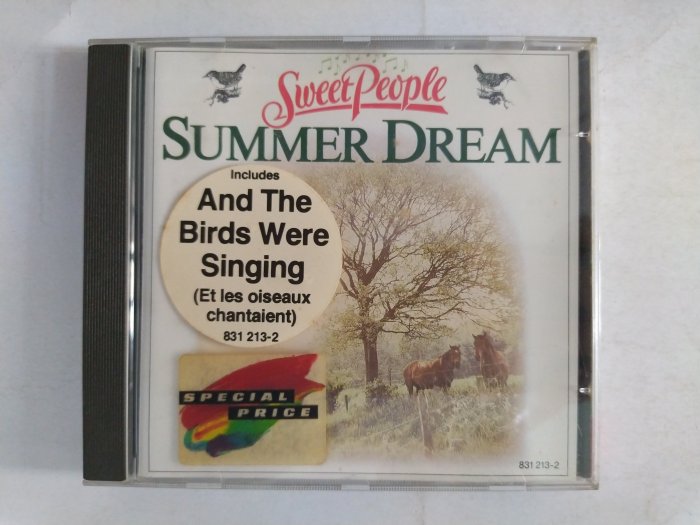 Sweet People
SUMMER DREAM
Includes
And The
Birds Were
Singing
(Et les oiseaux
chantaient)
831 213-2
SPECIAL
PRICE
831 213-2